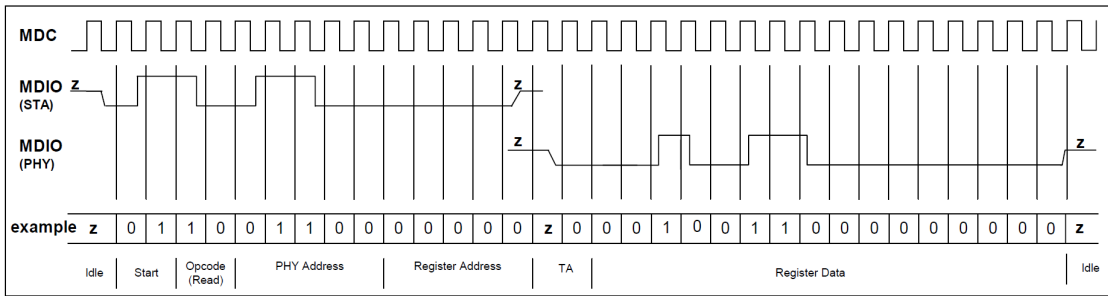 MDC
MDIO z z
(STA)
MDIO z z
(PHY)
example z 0 1 1 0 0 1 1 0 0 0 0 0 0 0 z 0 0 0 1 0 0 1 1 0 0 0 0 0 0 0 0 0 z
Idle Start Opcode PHY Address Register Address TA Register Data Idle
(Read)